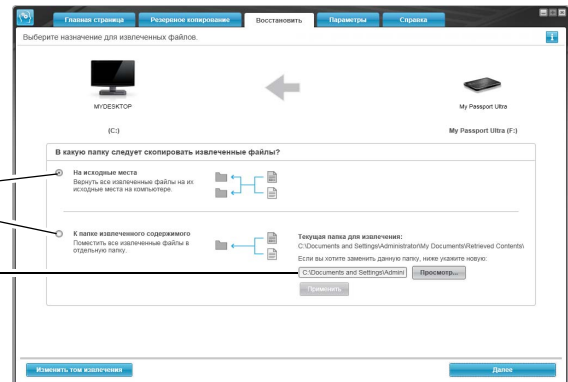 Главная страница Резервное копирование Восстановить Параметры Справка
Выберите назначение для извлеченных файлов.
MYDESKTOP My Passport Ultra
(C:) My Passport Ultra (F:)
В какую папку следует скопировать извлеченные файлы?
На исходные места
Вернуть все извлеченные файлы на их
исходные места на компьютере.
К папке извлеченного содержимого
Поместить все извлеченные файлы в
отдельную папку.
Текущая папка для извлечения:
C:\Documents and Settings\Administrator\My Documents\Retrieved Contents\
Если вы хотите заменить данную папку, ниже укажите новую:
C:\Documents and Settings\Admini Просмотр...
Применить
Изменить том извлечения Далее